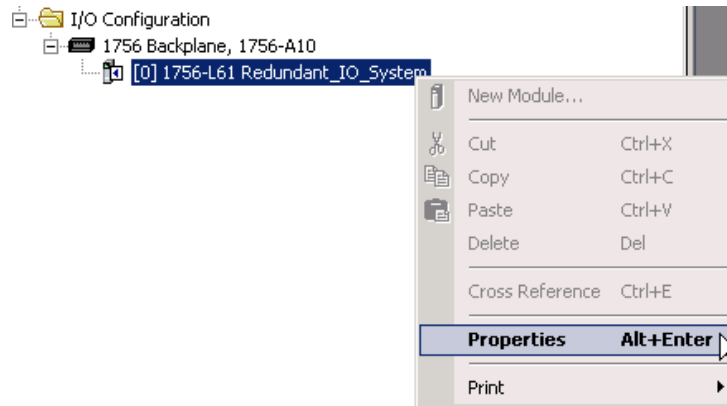 I/O Configuration
1756 Backplane, 1756-A10
[0] 1756-L61 Redundant_IO_System
New Module...
Cut Ctrl+X
Copy Ctrl+C
Paste Ctrl+V
Delete Del
Cross Reference Ctrl+E
Properties Alt+Enter
Print